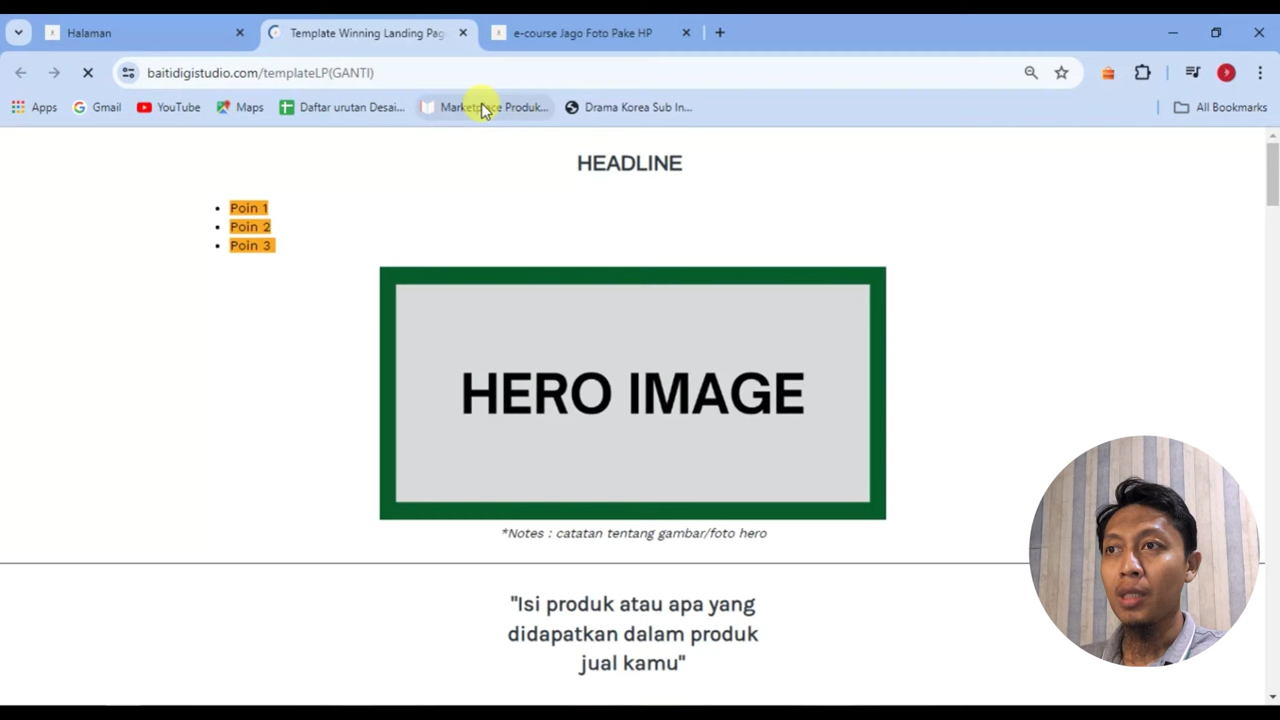 Halaman
Template Winning Landing Pag
e-course Jago Foto Pake HP
baitidigistudio.com/templateLP(GANTI)
Apps
Gmail
YouTube
Maps
Daftar urutan Desai...
Marketplace Produk...
Drama Korea Sub In...
All Bookmarks
HEADLINE
• Poin 1
• Poin 2
• Poin 3
HERO IMAGE
*Notes : catatan tentang gambar/foto hero
"Isi produk atau apa yang
didapatkan dalam produk
jual kamu"